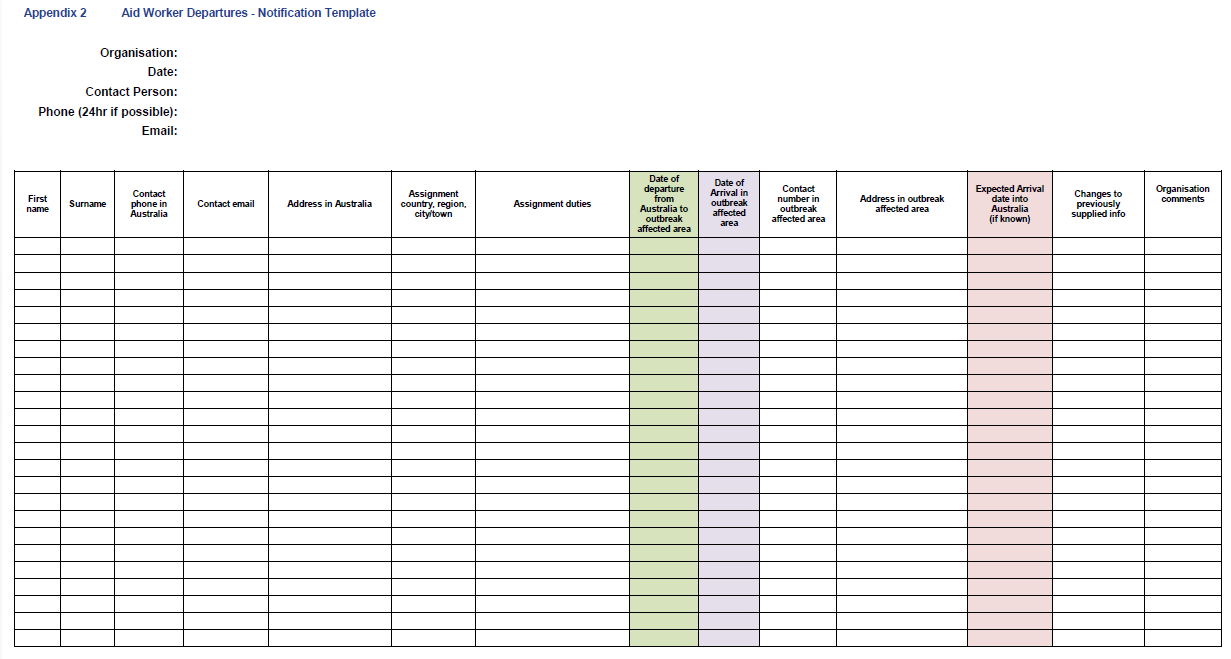 Appendix 2 Aid Worker Departures - Notification Template
Organisation:
Date:
Contact Person:
Phone (24hr if possible):
Email:
First
name
Surname
Contact
phone in
Australia
Contact email
Address in Australia
Assignment
country, region,
city/town
Assignment duties
Date of
departure
from
Australia to
outbreak
affected area
Date of
Arrival in
outbreak
affected
area
Contact
number in
outbreak
affected area
Address in outbreak
affected area
Expected Arrival
date into
Australia
(if known)
Changes to
previously
supplied info
Organisation
comments